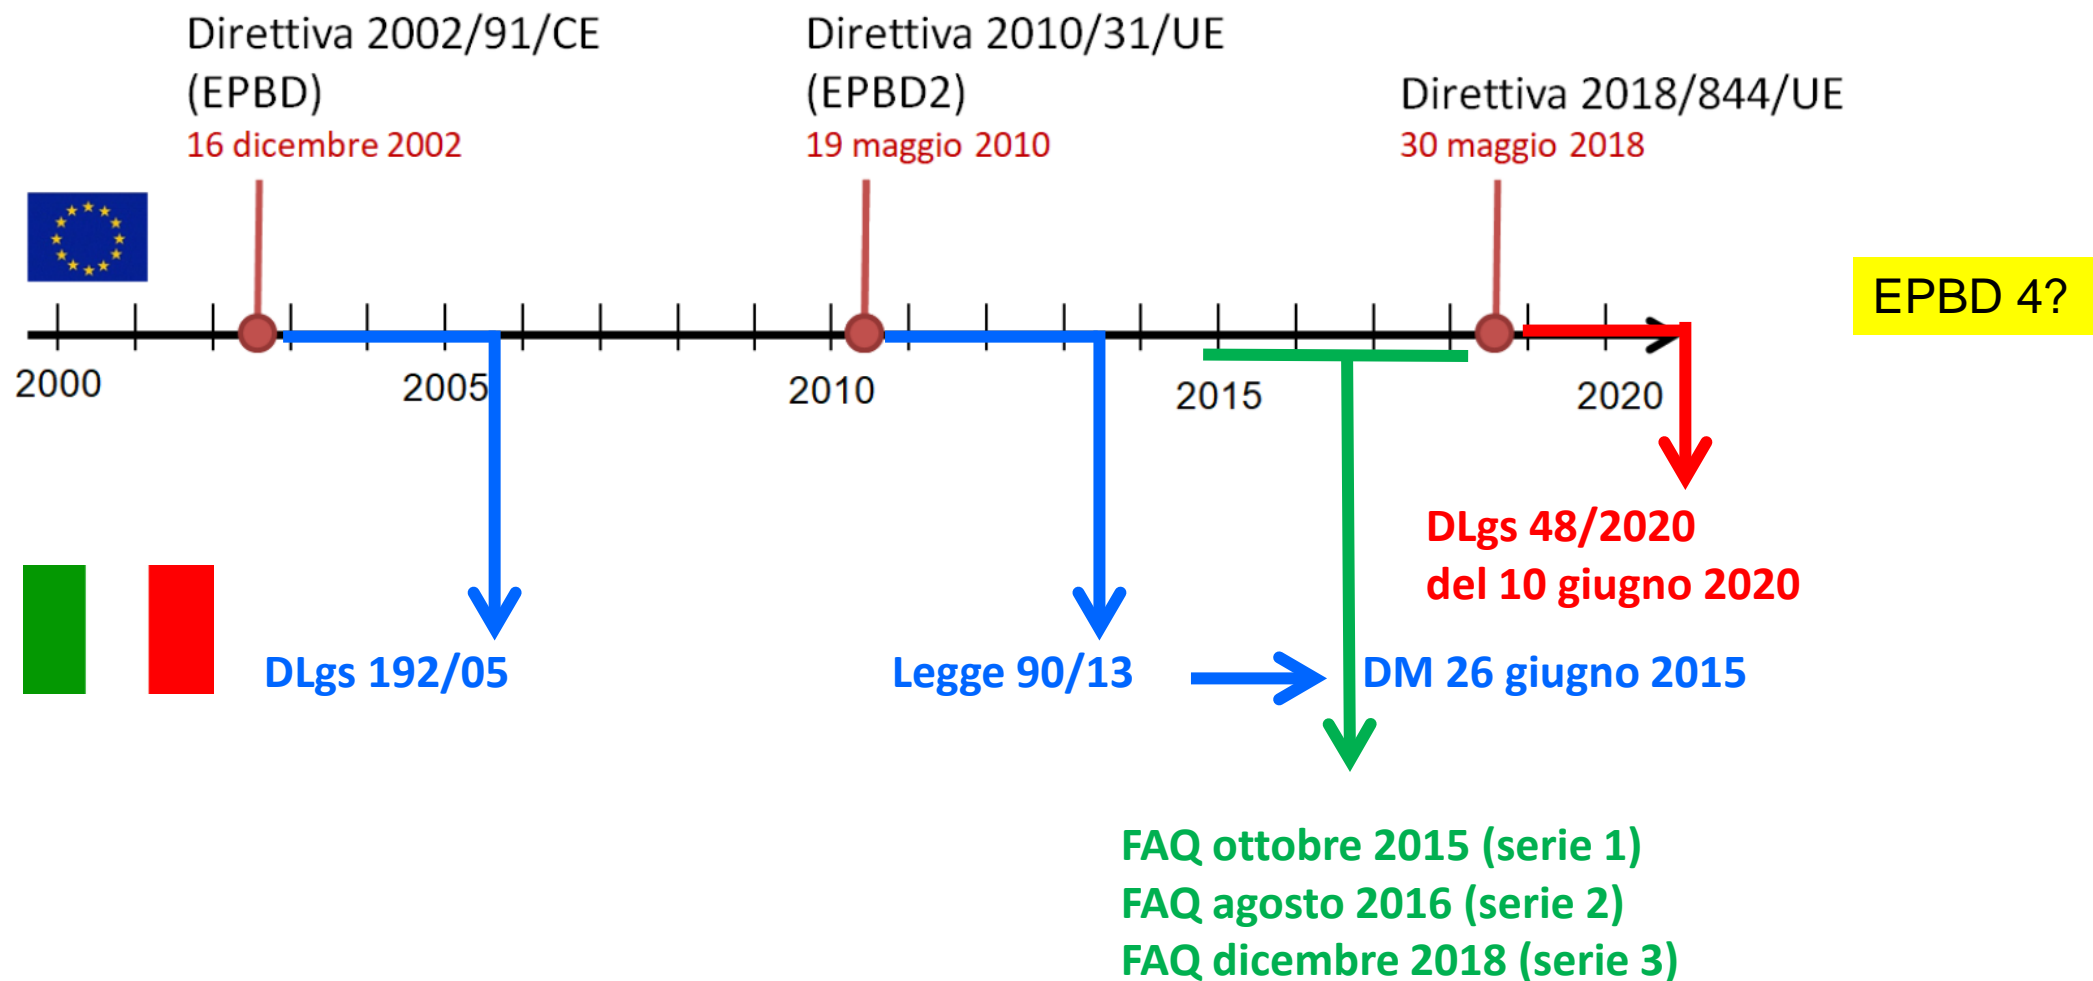 Direttiva 2002/91/CE
(EPBD)
16 dicembre 2002
Direttiva 2010/31/UE
(EPBD2)
19 maggio 2010
Direttiva 2018/844/UE
30 maggio 2018
EPBD 4?
2000
2005
2010
2015
2020
DLgs 48/2020
del 10 giugno 2020
DLgs 192/05
Legge 90/13
DM 26 giugno 2015
FAQ ottobre 2015 (serie 1)
FAQ agosto 2016 (serie 2)
FAQ dicembre 2018 (serie 3)